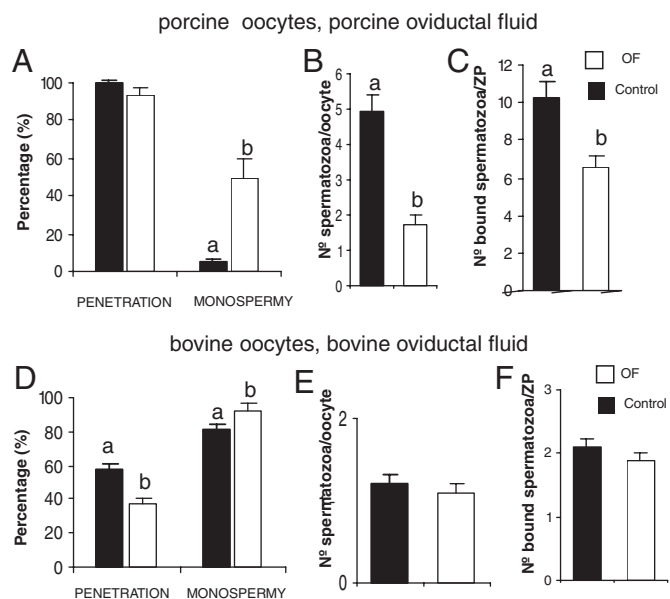 porcine oocytes, porcine oviductal fluid
A
Percentage (%)
100
80
60
40
20
0
a
b
PENETRATION MONOSPERMY
B
Nº spermatozoa/oocyte
6
5
4
3
2
1
0
a
b
C
Nº bound spermatozoa/ZP
12
10
8
6
4
2
0
a
b
OF
Control
bovine oocytes, bovine oviductal fluid
D
Percentage (%)
100
80
60
40
20
0
a
b
a
b
PENETRATION MONOSPERMY
E
Nº spermatozoa/oocyte
2
0
F
Nº bound spermatozoa/ZP
3
2
1
0
OF
Control